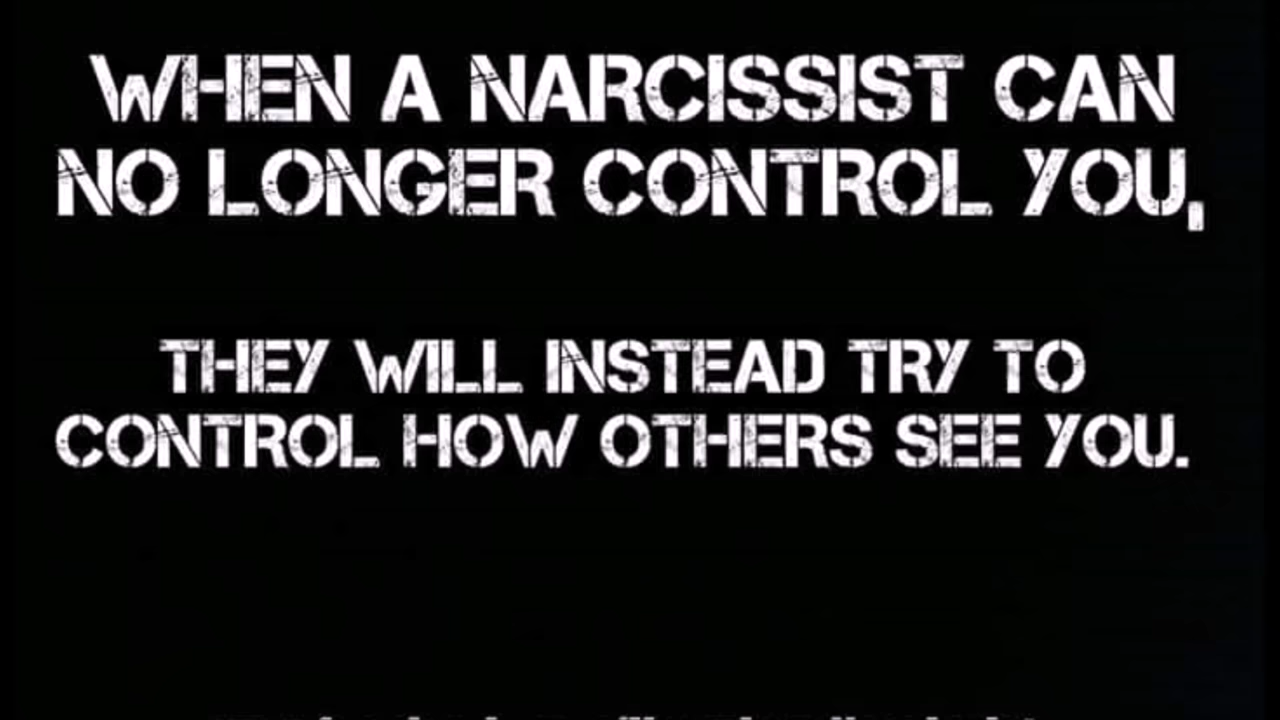 WHEN A NARCISSIST CAN
NO LONGER CONTROL YOU,
THEY WILL INSTEAD TRY TO
CONTROL HOW OTHERS SEE YOU.